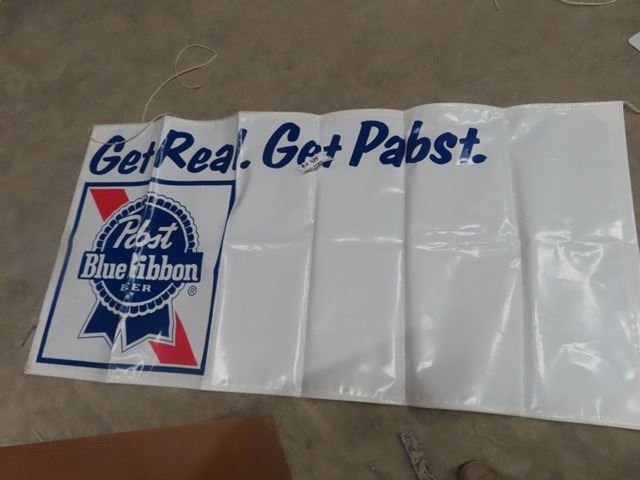 Get Real. Get Pabst.
Pabst
Blue Ribbon
BEER
®